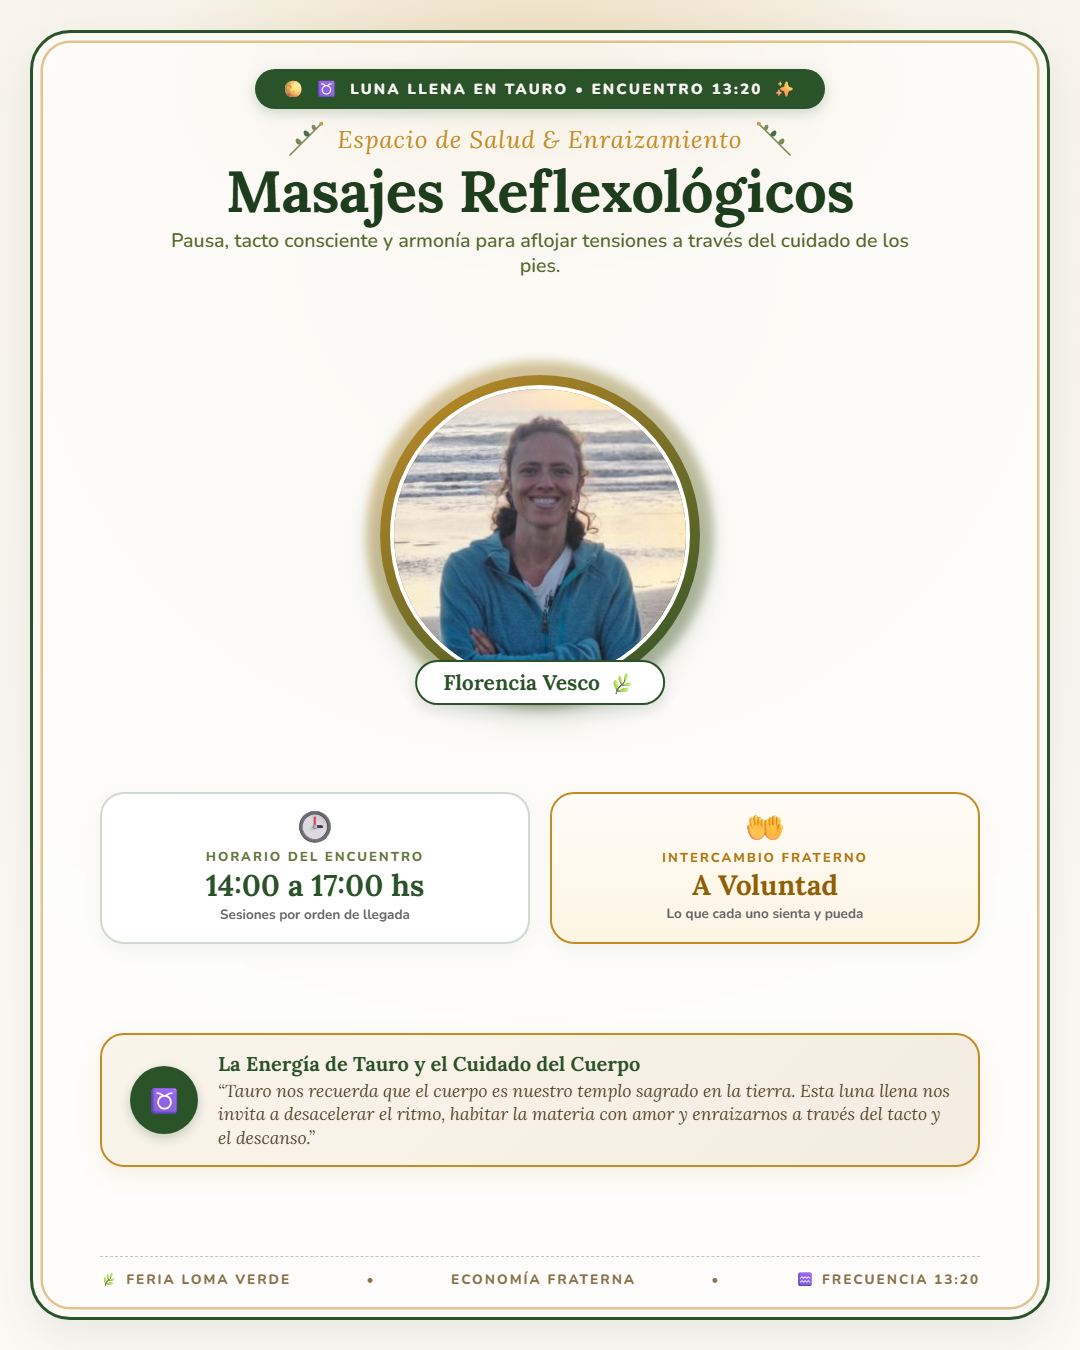 LUNA LLENA EN TAURO • ENCUENTRO 13:20
Espacio de Salud & Enraizamiento
Masajes Reflexológicos
Pausa, tacto consciente y armonía para aflojar tensiones a través del cuidado de los
pies.
Florencia Vesco
HORARIO DEL ENCUENTRO
14:00 a 17:00 hs
Sesiones por orden de llegada
INTERCAMBIO FRATERNO
A Voluntad
Lo que cada uno sienta y pueda
La Energía de Tauro y el Cuidado del Cuerpo
“Tauro nos recuerda que el cuerpo es nuestro templo sagrado en la tierra. Esta luna llena nos
invita a desacelerar el ritmo, habitar la materia con amor y enraizarnos a través del tacto y
el descanso.”
FERIA LOMA VERDE • ECONOMÍA FRATERNA • FRECUENCIA 13:20